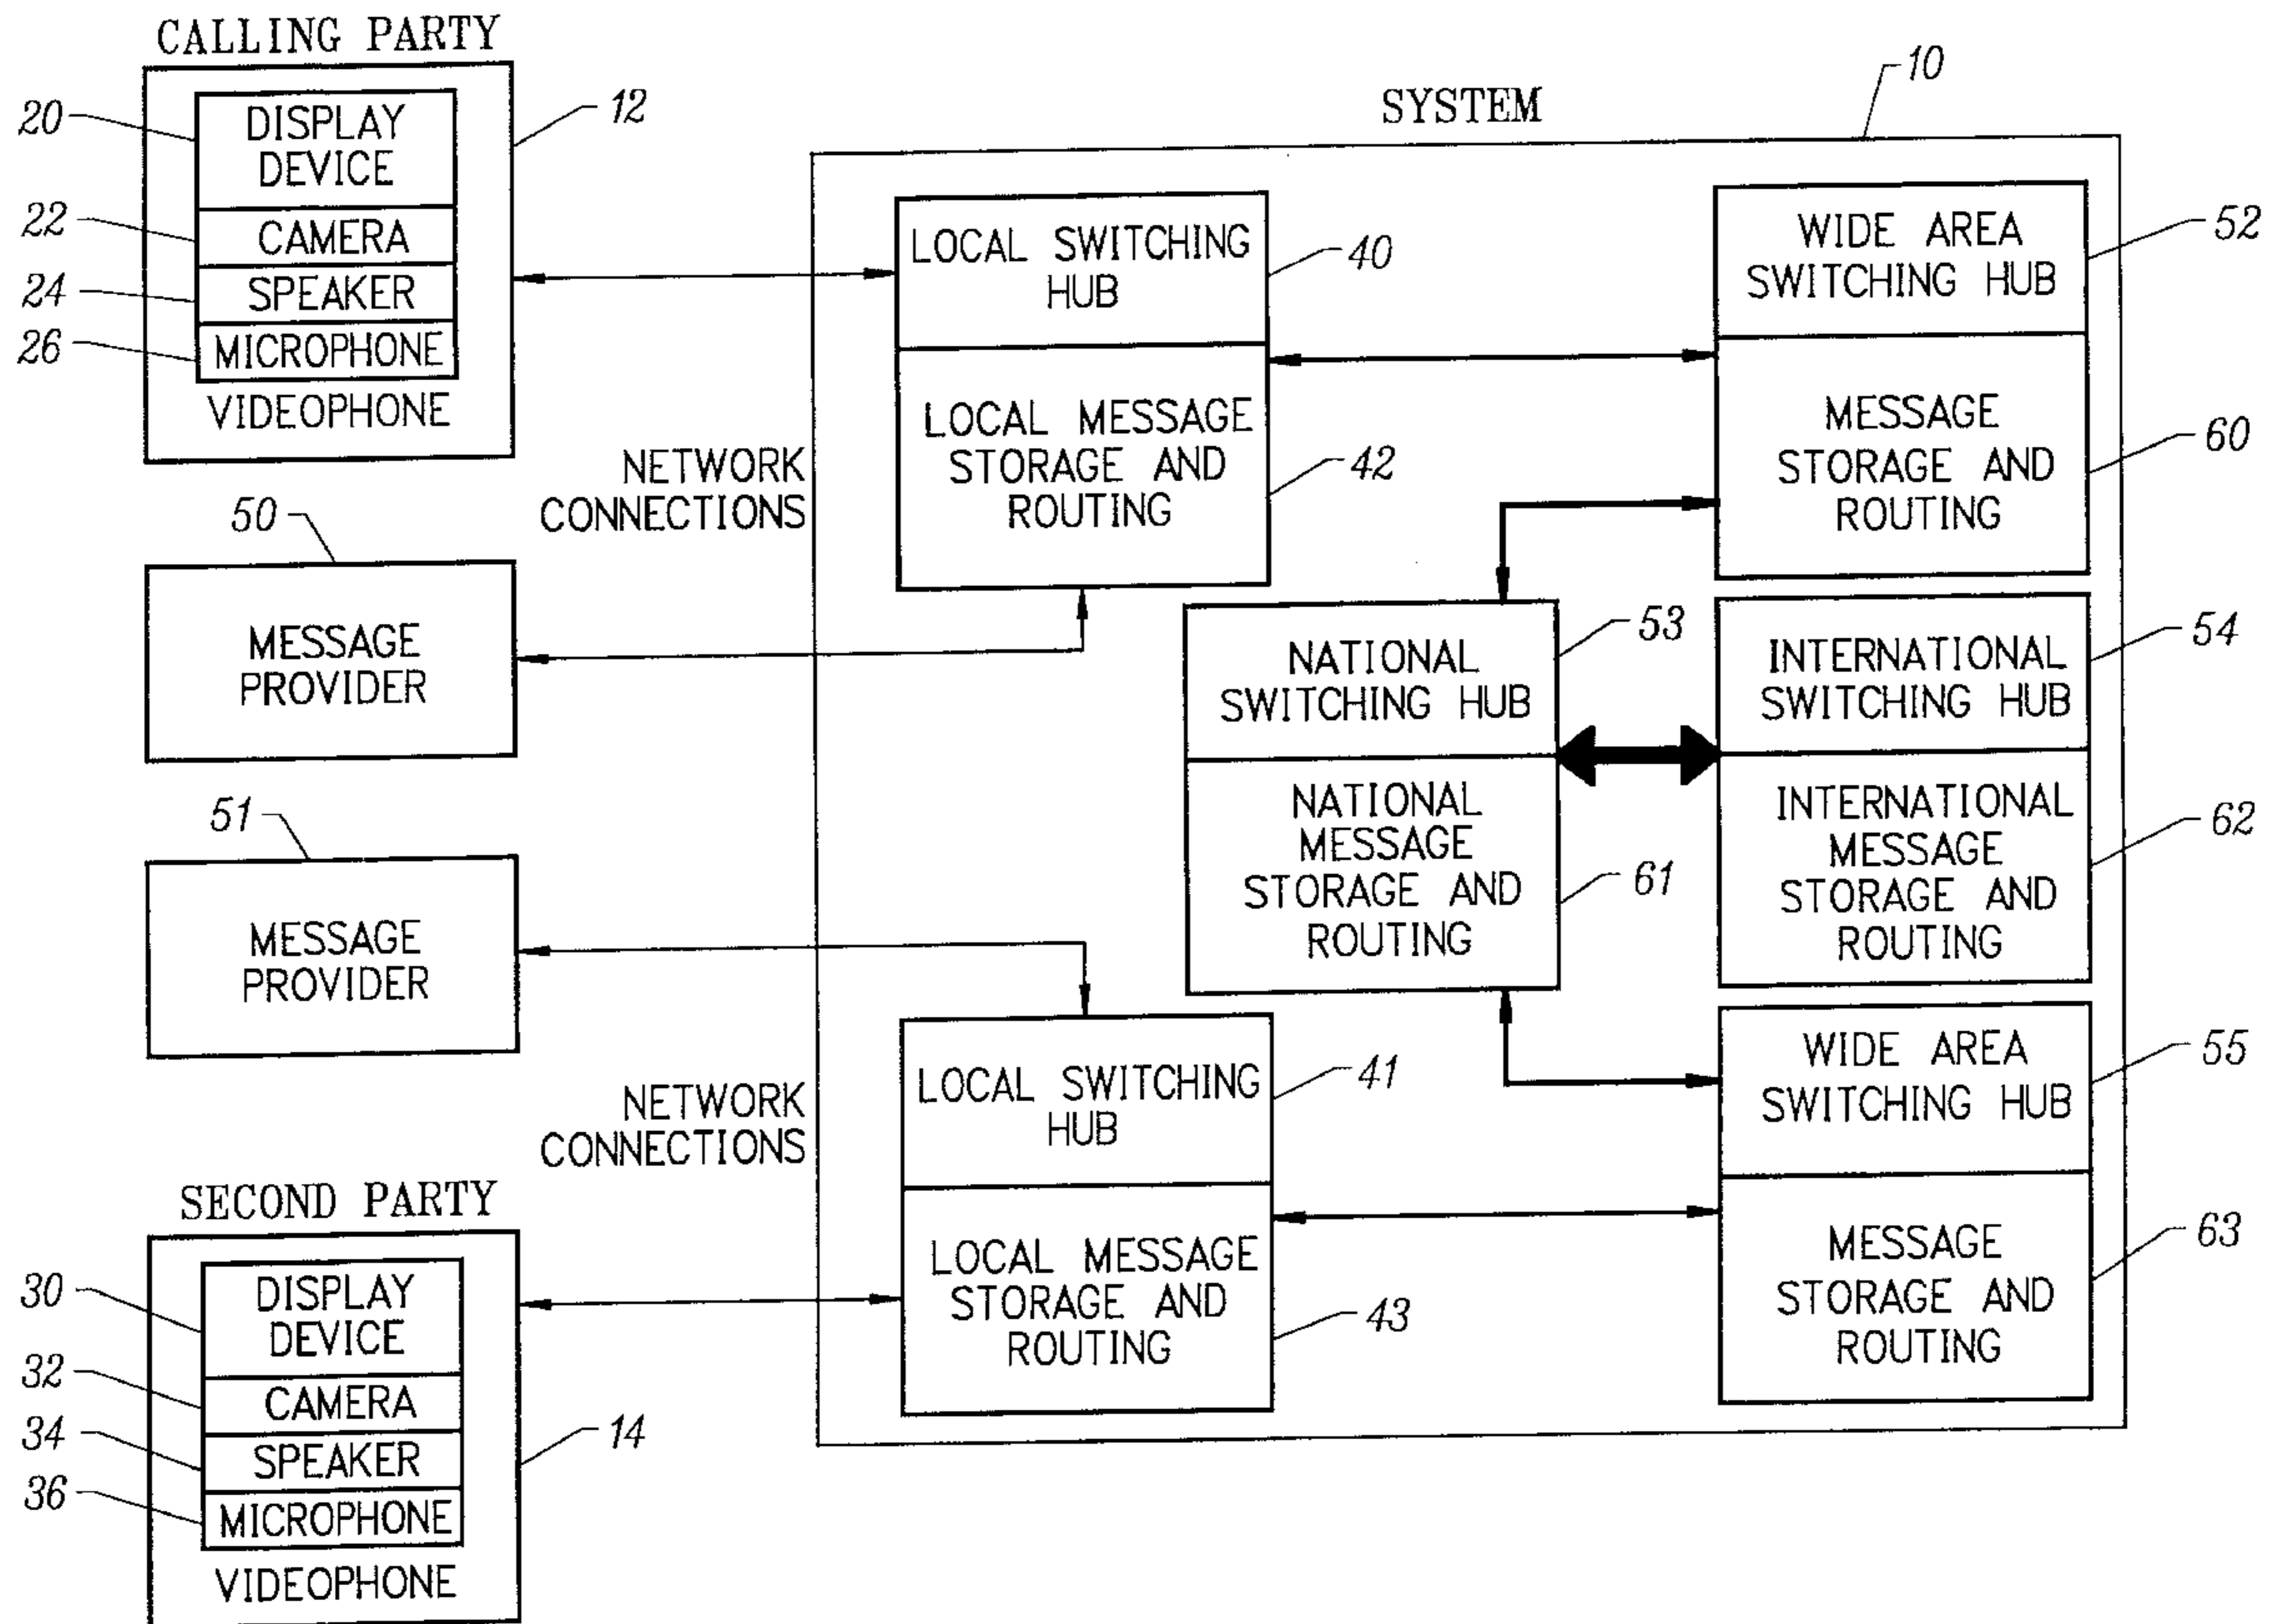 CALLING PARTY
12
20
DISPLAY
DEVICE
22
CAMERA
24
SPEAKER
26
MICROPHONE
VIDEOPHONE
NETWORK
CONNECTIONS
50
MESSAGE
PROVIDER
51
MESSAGE
PROVIDER
NETWORK
CONNECTIONS
SECOND PARTY
30
DISPLAY
DEVICE
32
CAMERA
34
SPEAKER
36
MICROPHONE
VIDEOPHONE
14
SYSTEM
10
LOCAL SWITCHING
HUB
40
LOCAL MESSAGE
STORAGE AND
ROUTING
42
WIDE AREA
SWITCHING HUB
52
MESSAGE
STORAGE AND
ROUTING
60
NATIONAL
SWITCHING HUB
53
NATIONAL
MESSAGE
STORAGE AND
ROUTING
61
INTERNATIONAL
SWITCHING HUB
54
INTERNATIONAL
MESSAGE
STORAGE AND
ROUTING
62
LOCAL SWITCHING
HUB
41
LOCAL MESSAGE
STORAGE AND
ROUTING
43
WIDE AREA
SWITCHING HUB
55
MESSAGE
STORAGE AND
ROUTING
63